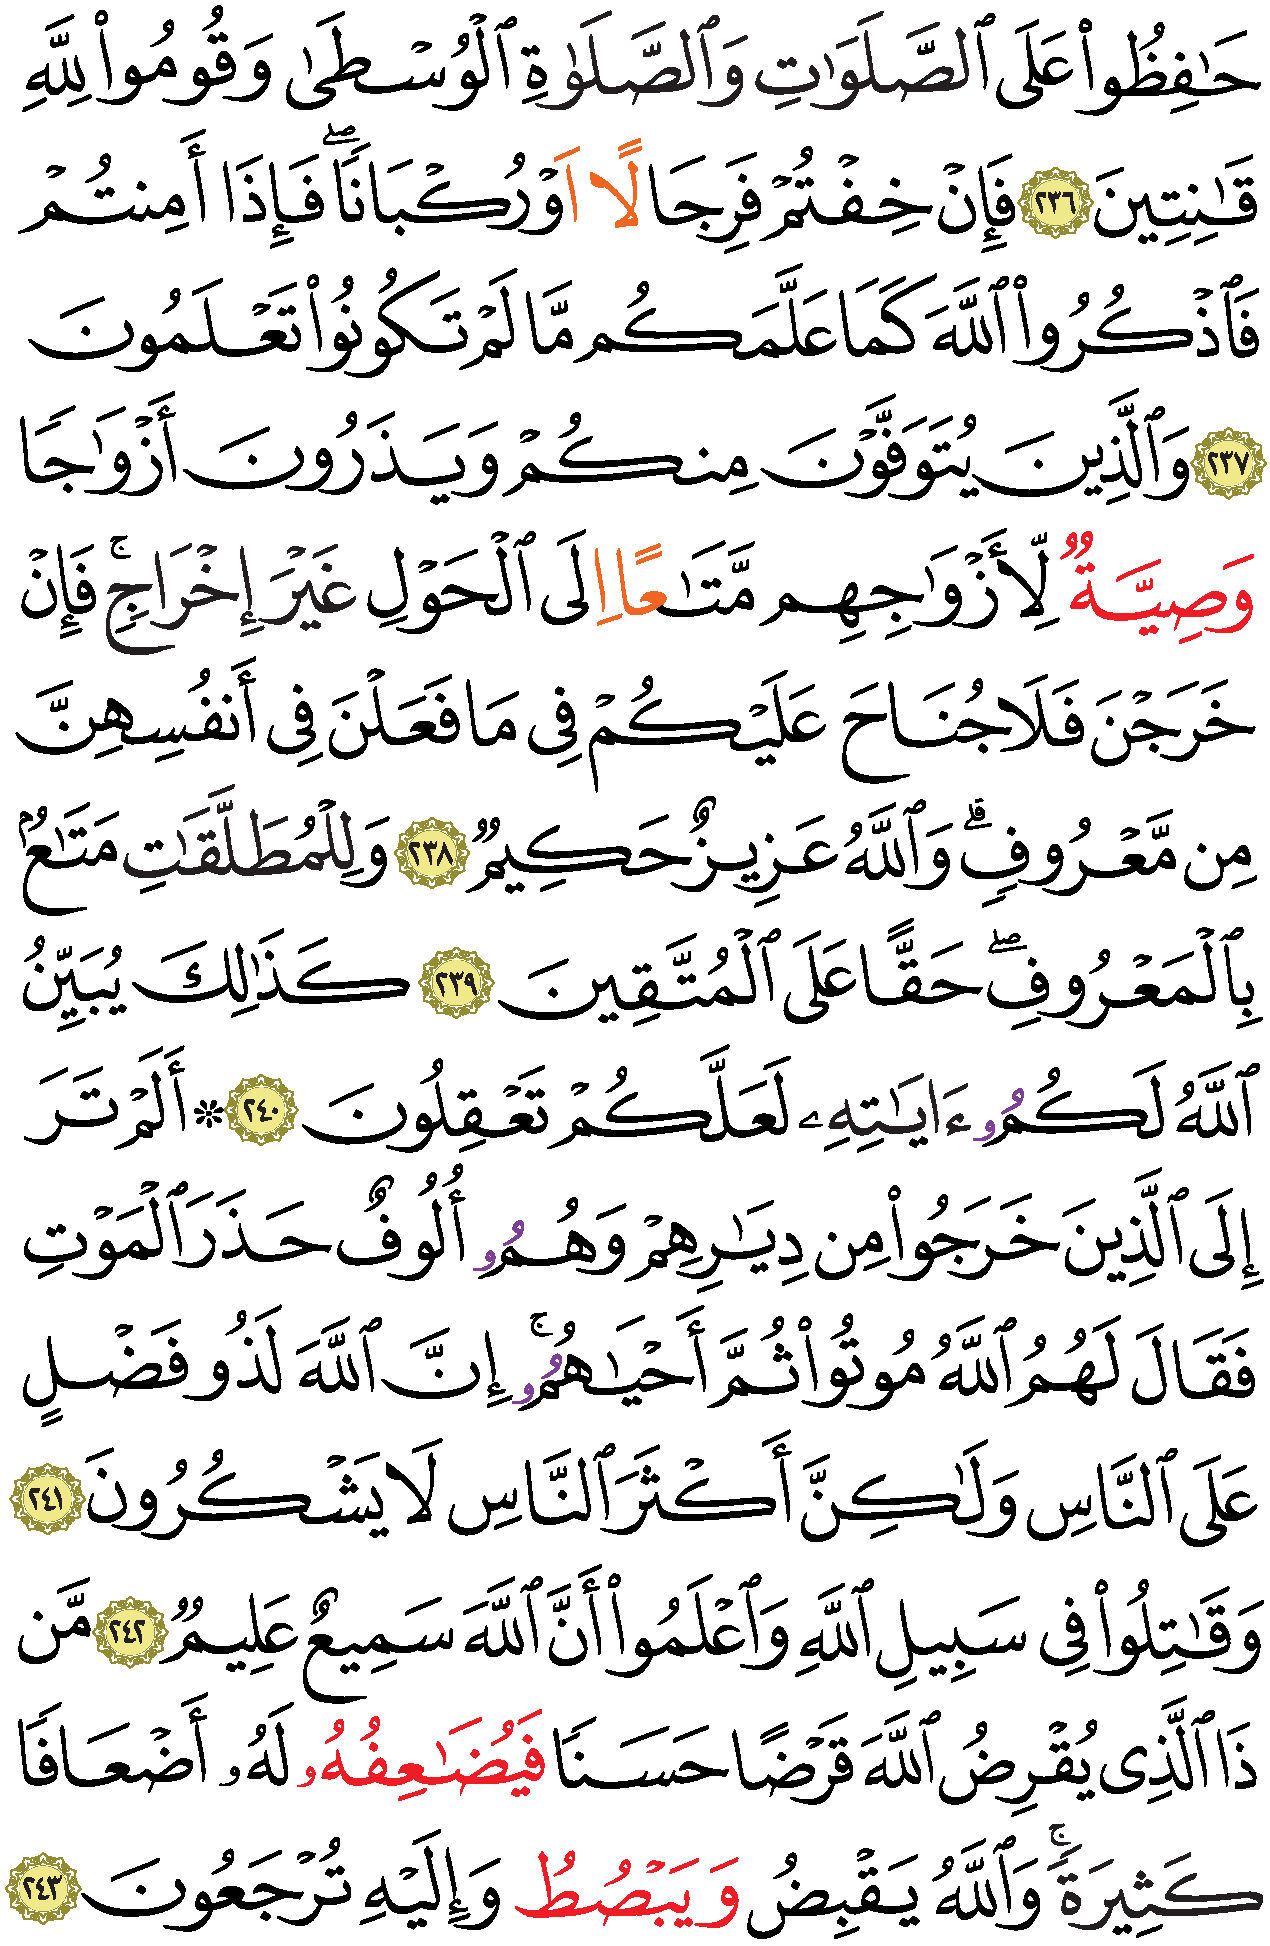 حَٰفِظُوا۟ عَلَى ٱلصَّلَوَٰتِ وَٱلصَّلَوٰةِ ٱلْوُسْطَىٰ وَقُومُوا۟ لِلَّهِ
قَٰنِتِينَ ٢٣٦ فَإِنْ خِفْتُمْ فَرِجَالًا اَوْ رُكْبَانًاۖ فَإِذَا أَمِنتُمْ
فَٱذْكُرُوا۟ ٱللَّهَ كَمَا عَلَّمَكُم مَّا لَمْ تَكُونُوا۟ تَعْلَمُونَ
٢٣٧ وَٱلَّذِينَ يُتَوَفَّوْنَ مِنكُمْ وَيَذَرُونَ أَزْوَٰجًا
وَصِيَّةٌ لِّأَزْوَٰجِهِم مَّتَٰعًا اِلَى ٱلْحَوْلِ غَيْرَ إِخْرَاجٍۚ فَإِنْ
خَرَجْنَ فَلَا جُنَاحَ عَلَيْكُمْ فِى مَا فَعَلْنَ فِى أَنفُسِهِنَّ
مِن مَّعْرُوفٍۗ وَٱللَّهُ عَزِيزٌ حَكِيمٌ ٢٣٨ وَلِلْمُطَلَّقَٰتِ مَتَٰعٌۢ
بِٱلْمَعْرُوفِۖ حَقًّا عَلَى ٱلْمُتَّقِينَ ٢٣٩ كَذَٰلِكَ يُبَيِّنُ
ٱللَّهُ لَكُمُۥ ءَايَٰتِهِۦ لَعَلَّكُمْ تَعْقِلُونَ ٢٤٠ ۞ أَلَمْ تَرَ
إِلَى ٱلَّذِينَ خَرَجُوا۟ مِن دِيَٰرِهِمْ وَهُمُۥ أُلُوفٌ حَذَرَ ٱلْمَوْتِ
فَقَالَ لَهُمُ ٱللَّهُ مُوتُوا۟ ثُمَّ أَحْيَٰهُمُۥۚ إِنَّ ٱللَّهَ لَذُو فَضْلٍ
عَلَى ٱلنَّاسِ وَلَٰكِنَّ أَكْثَرَ ٱلنَّاسِ لَا يَشْكُرُونَ ٢٤١
وَقَٰتِلُوا۟ فِى سَبِيلِ ٱللَّهِ وَٱعْلَمُوا۟ أَنَّ ٱللَّهَ سَمِيعٌ عَلِيمٌ ٢٤٢ مَّن
ذَا ٱلَّذِى يُقْرِضُ ٱللَّهَ قَرْضًا حَسَنًا فَيُضَٰعِفُهُۥ لَهُۥ أَضْعَافًا
كَثِيرَةًۚ وَٱللَّهُ يَقْبِضُ وَيَبْصُطُ وَإِلَيْهِ تُرْجَعُونَ ٢٤٣